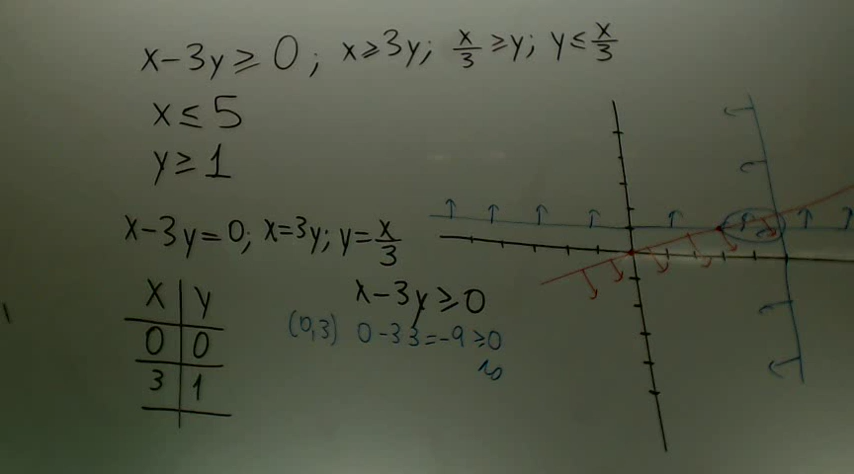 x-3y≥0; x≥3y; x/3≥y; y≤x/3
x≤5
y≥1
x-3y=0; x=3y; y=x/3
x y
0 0
3 1
x-3y≥0
(0,3) 0-3·3=-9≥0
no